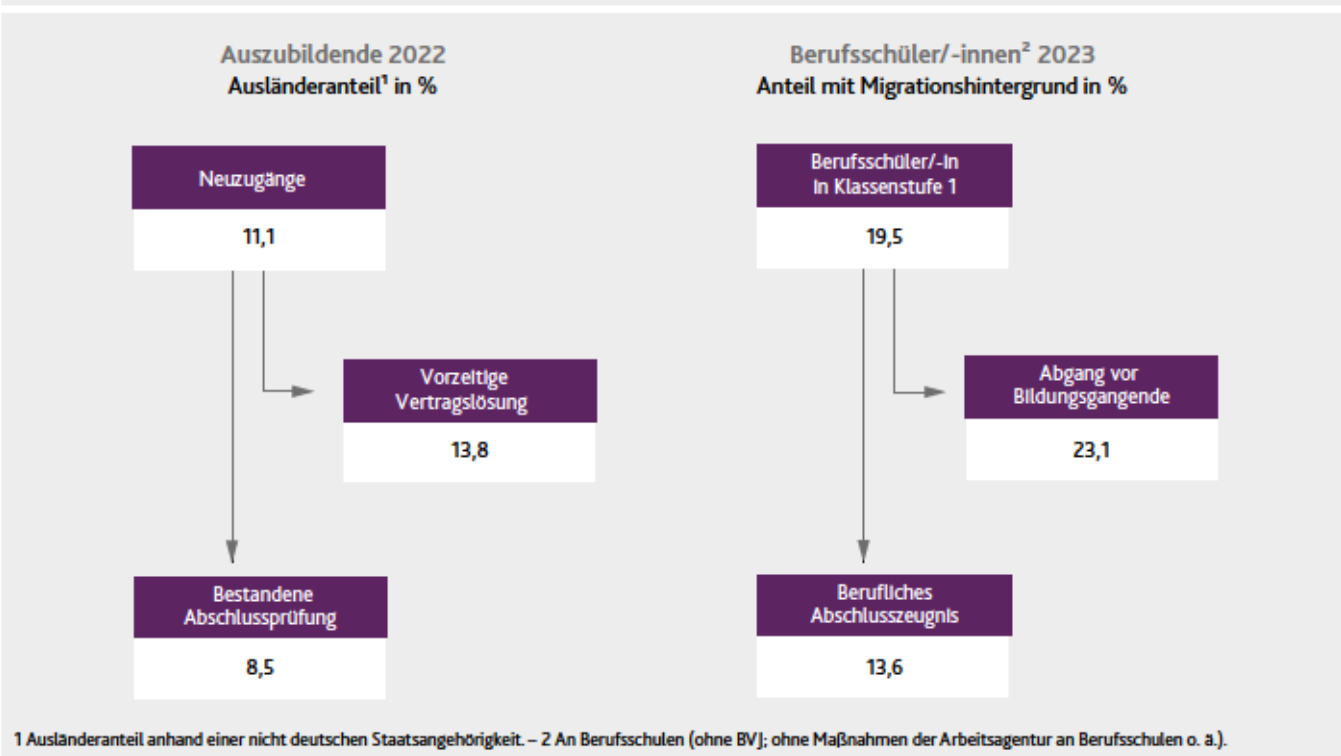 Auszubildende 2022
Ausländeranteil¹ in %
Neuzugänge
11,1
Vorzeitige
Vertragslösung
13,8
Bestandene
Abschlussprüfung
8,5
Berufsschüler/-innen² 2023
Anteil mit Migrationshintergrund in %
Berufsschüler/-in
in Klassenstufe 1
19,5
Abgang vor
Bildungsgangende
23,1
Berufliches
Abschlusszeugnis
13,6
1 Ausländeranteil anhand einer nicht deutschen Staatsangehörigkeit. – 2 An Berufsschulen (ohne BVJ; ohne Maßnahmen der Arbeitsagentur an Berufsschulen o. ä.).